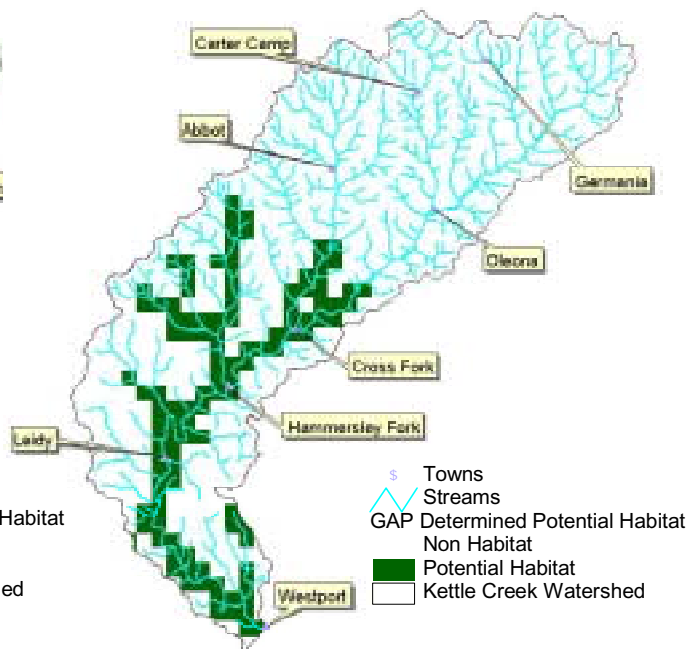 Carter Camp
Abbot
Germania
Oleona
Cross Fork
Hammersley Fork
Leidy
Westport
Habitat
ed
$ Towns
Streams
GAP Determined Potential Habitat
Non Habitat
Potential Habitat
Kettle Creek Watershed